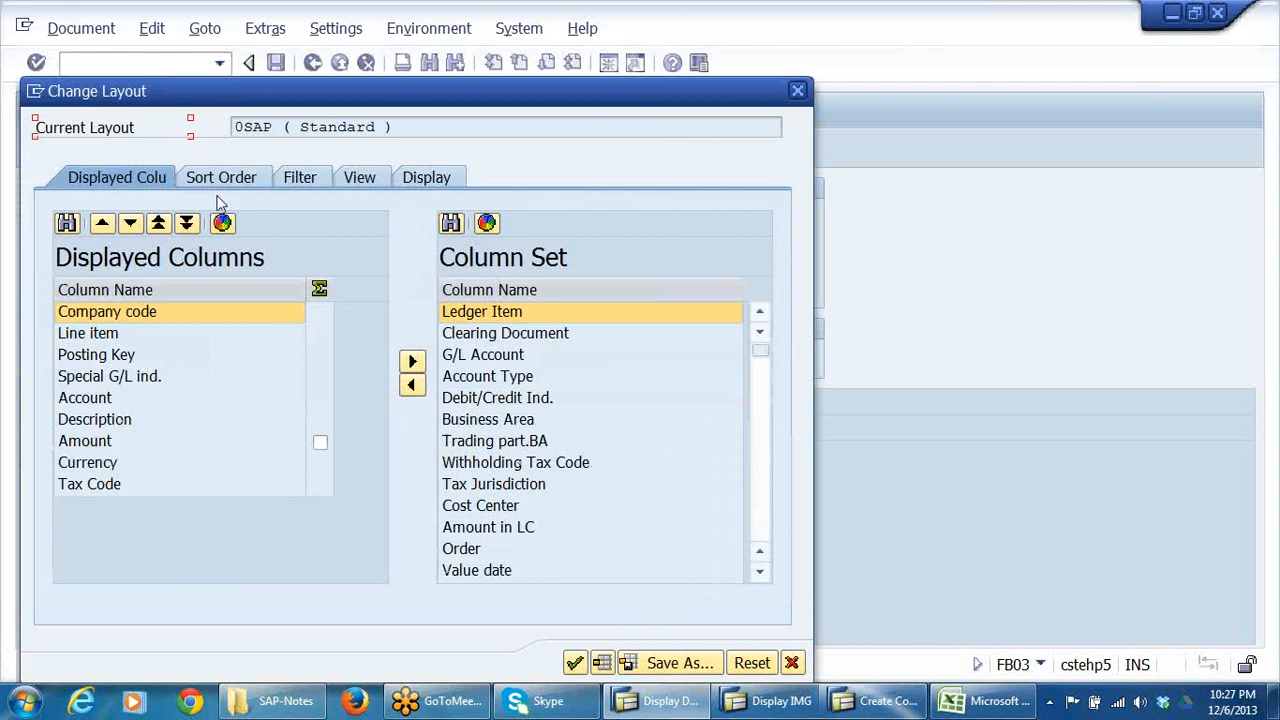 Document Edit Goto Extras Settings Environment System Help
Change Layout
Current Layout 0SAP ( Standard )
Displayed Colu Sort Order Filter View Display
Displayed Columns
Column Name
Company code
Line item
Posting Key
Special G/L ind.
Account
Description
Amount
Currency
Tax Code
Column Set
Column Name
Ledger Item
Clearing Document
G/L Account
Account Type
Debit/Credit Ind.
Business Area
Trading part.BA
Withholding Tax Code
Tax Jurisdiction
Cost Center
Amount in LC
Order
Value date
Save As... Reset
FB03 cstehp5 INS
SAP-Notes GoToMee... Skype Display D... Display IMG Create Co... Microsoft ... 10:27 PM
12/6/2013